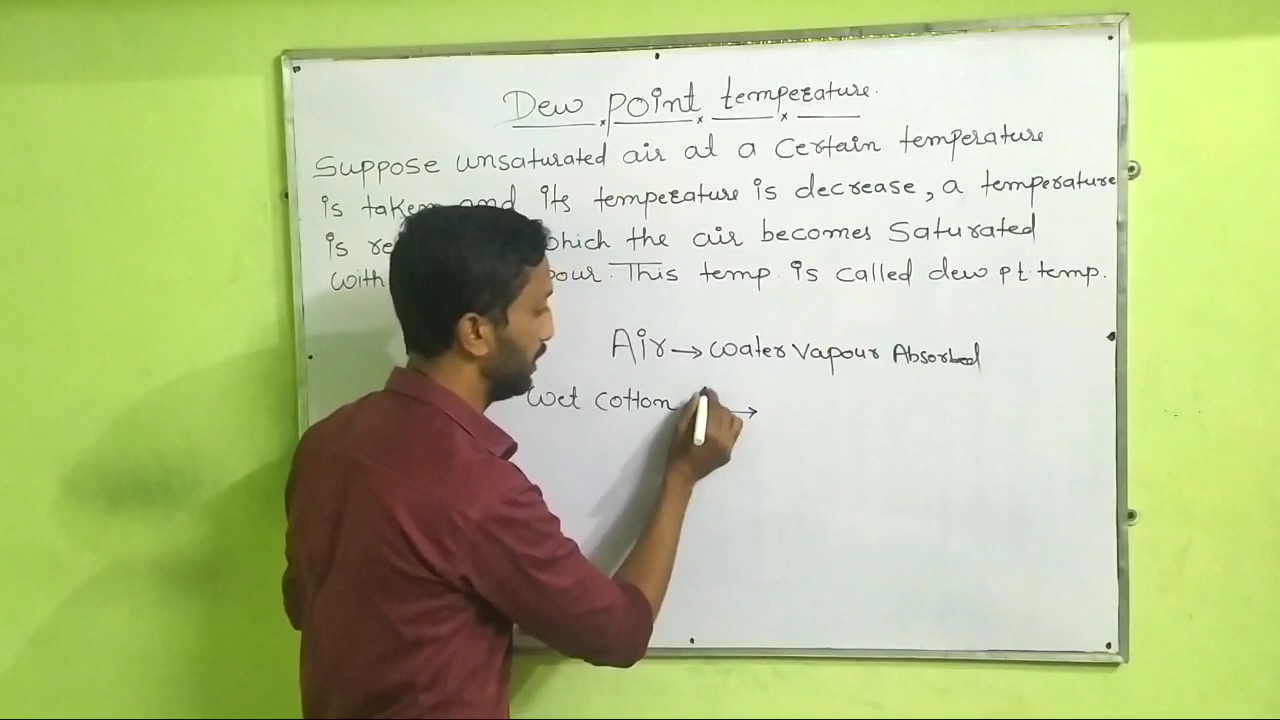 Dew point temperature.
Suppose unsaturated air at a certain temperature
is taken and its temperature is decrease, a temperature
is which the air becomes Saturated
with This temp. is called dew pt. temp.
Air → water vapour Absorbed
Wet cotton →